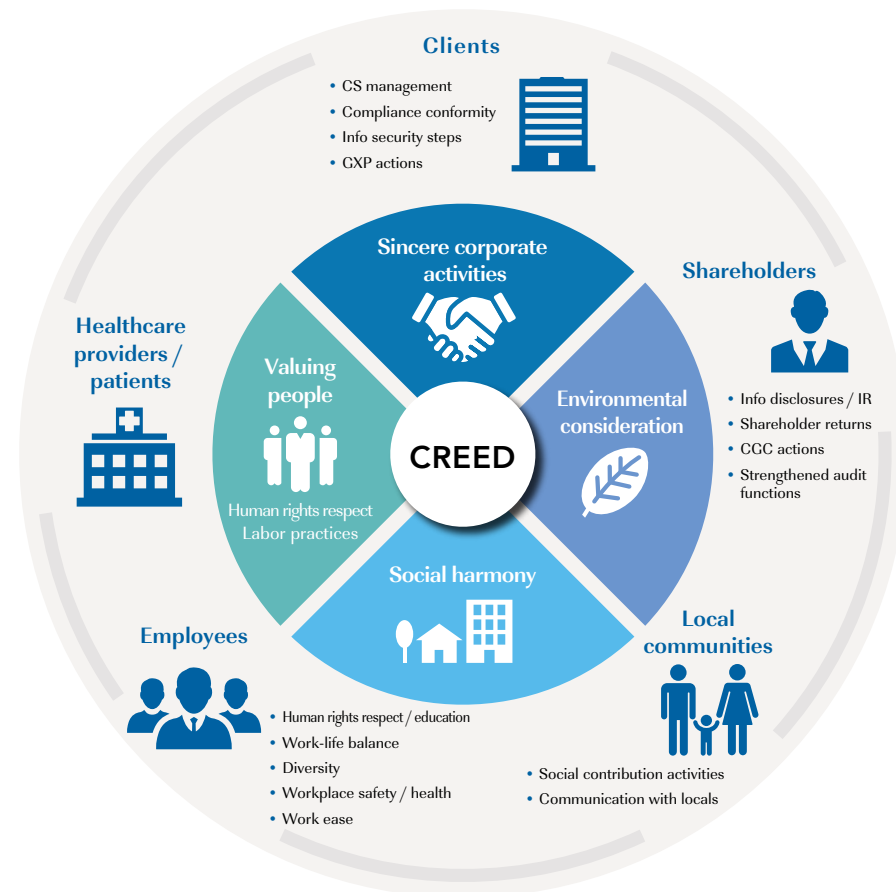 Clients
• CS management
• Compliance conformity
• Info security steps
• GXP actions
Sincere corporate
activities
Shareholders
• Info disclosures / IR
• Shareholder returns
• CGC actions
• Strengthened audit
functions
Healthcare
providers /
patients
Valuing
people
Human rights respect
Labor practices
CREED
Environmental
consideration
Social harmony
Employees
• Human rights respect / education
• Work-life balance
• Diversity
• Workplace safety / health
• Work ease
Local
communities
• Social contribution activities
• Communication with locals